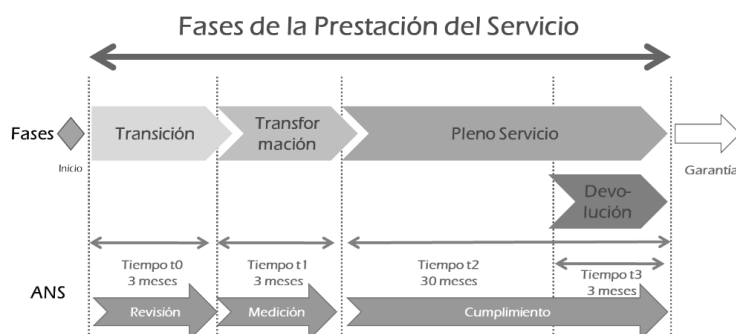 Fases de la Prestación del Servicio
Fases
Inicio
Transición
Transfor
mación
Pleno Servicio
Garantía
Devo-
lución
Tiempo t0
3 meses
Tiempo t1
3 meses
Tiempo t2
30 meses
Tiempo t3
3 meses
ANS
Revisión
Medición
Cumplimiento